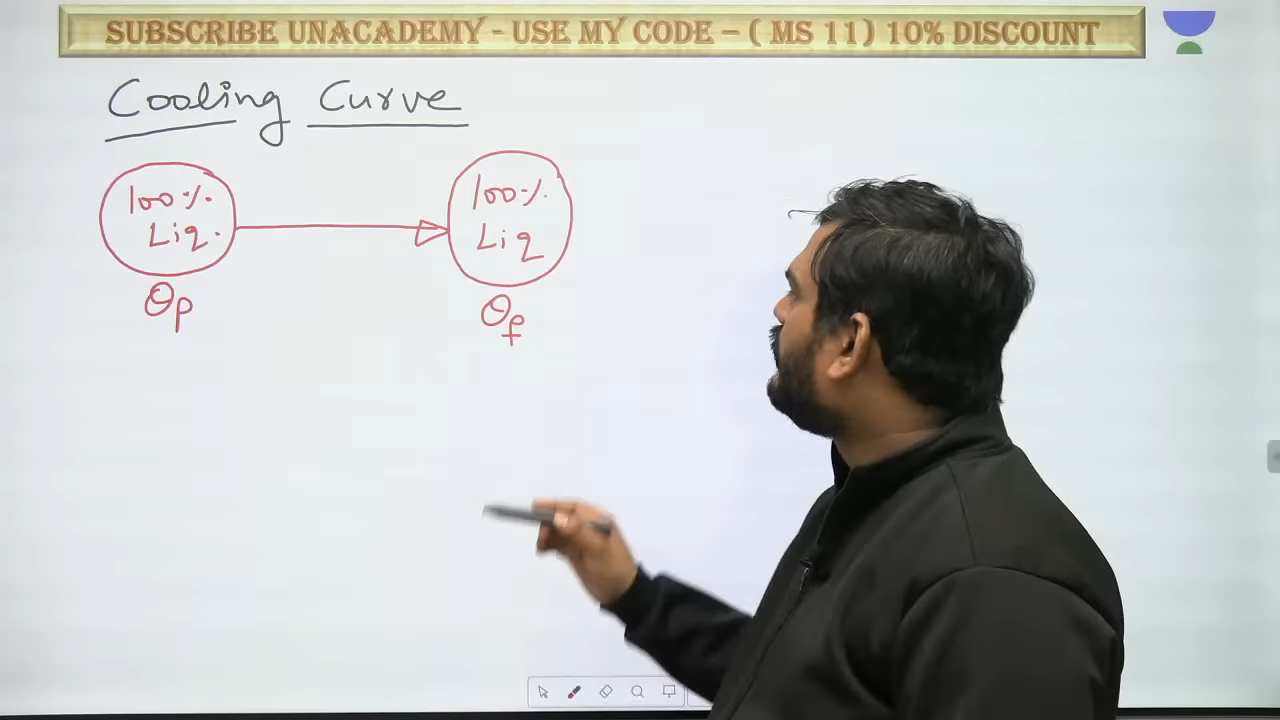 SUBSCRIBE UNACADEMY - USE MY CODE – ( MS 11) 10% DISCOUNT
Cooling Curve
100%. Liq.
100%. Liq
θp
θf